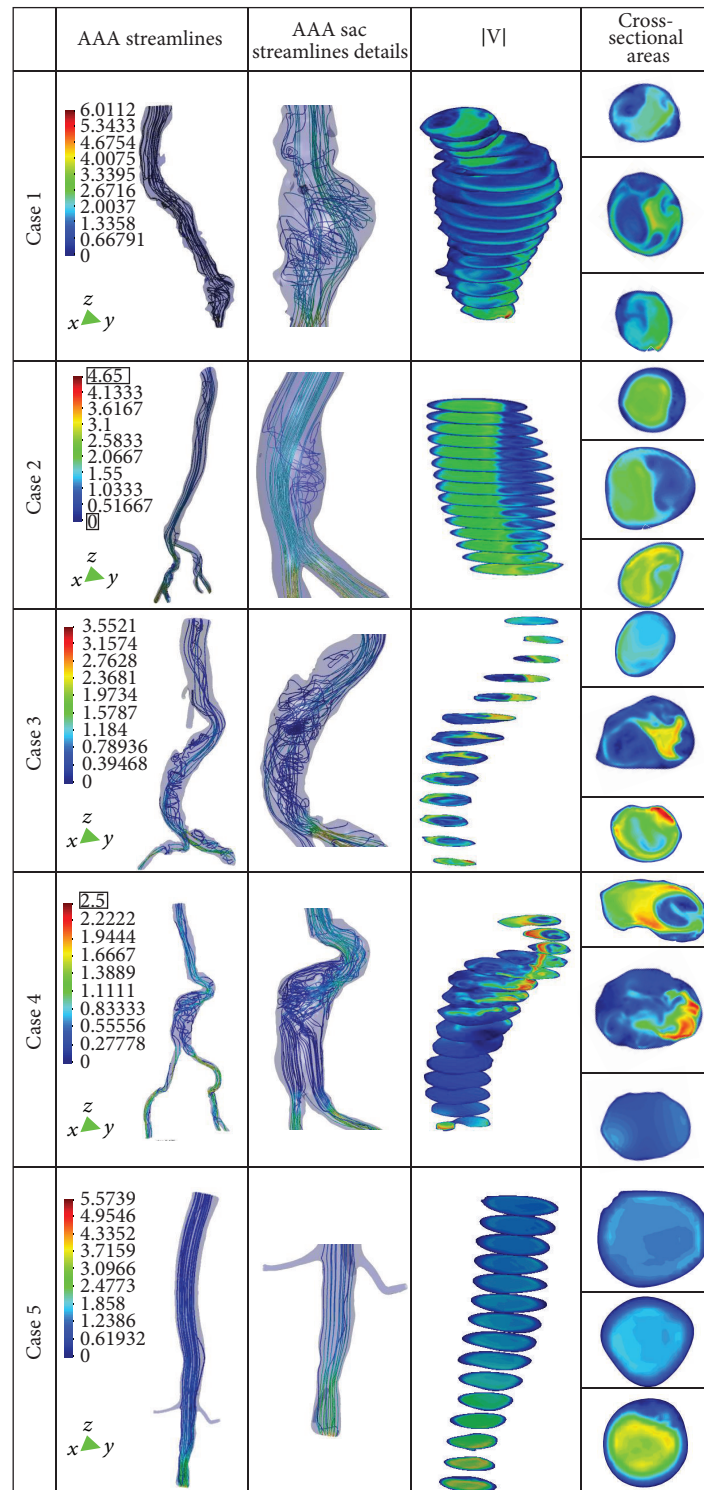 AAA streamlines
AAA sac
streamlines details
|V|
Cross-
sectional
areas
Case 1
6.0112
5.3433
4.6754
4.0075
3.3395
2.6716
2.0037
1.3358
0.66791
0
z
x y
Case 2
4.65
4.1333
3.6167
3.1
2.5833
2.0667
1.55
1.0333
0.51667
0
z
x y
Case 3
3.5521
3.1574
2.7628
2.3681
1.9734
1.5787
1.184
0.78936
0.39468
0
z
x y
Case 4
2.5
2.2222
1.9444
1.6667
1.3889
1.1111
0.83333
0.55556
0.27778
0
z
x y
Case 5
5.5739
4.9546
4.3352
3.7159
3.0966
2.4773
1.858
1.2386
0.61932
0
z
x y